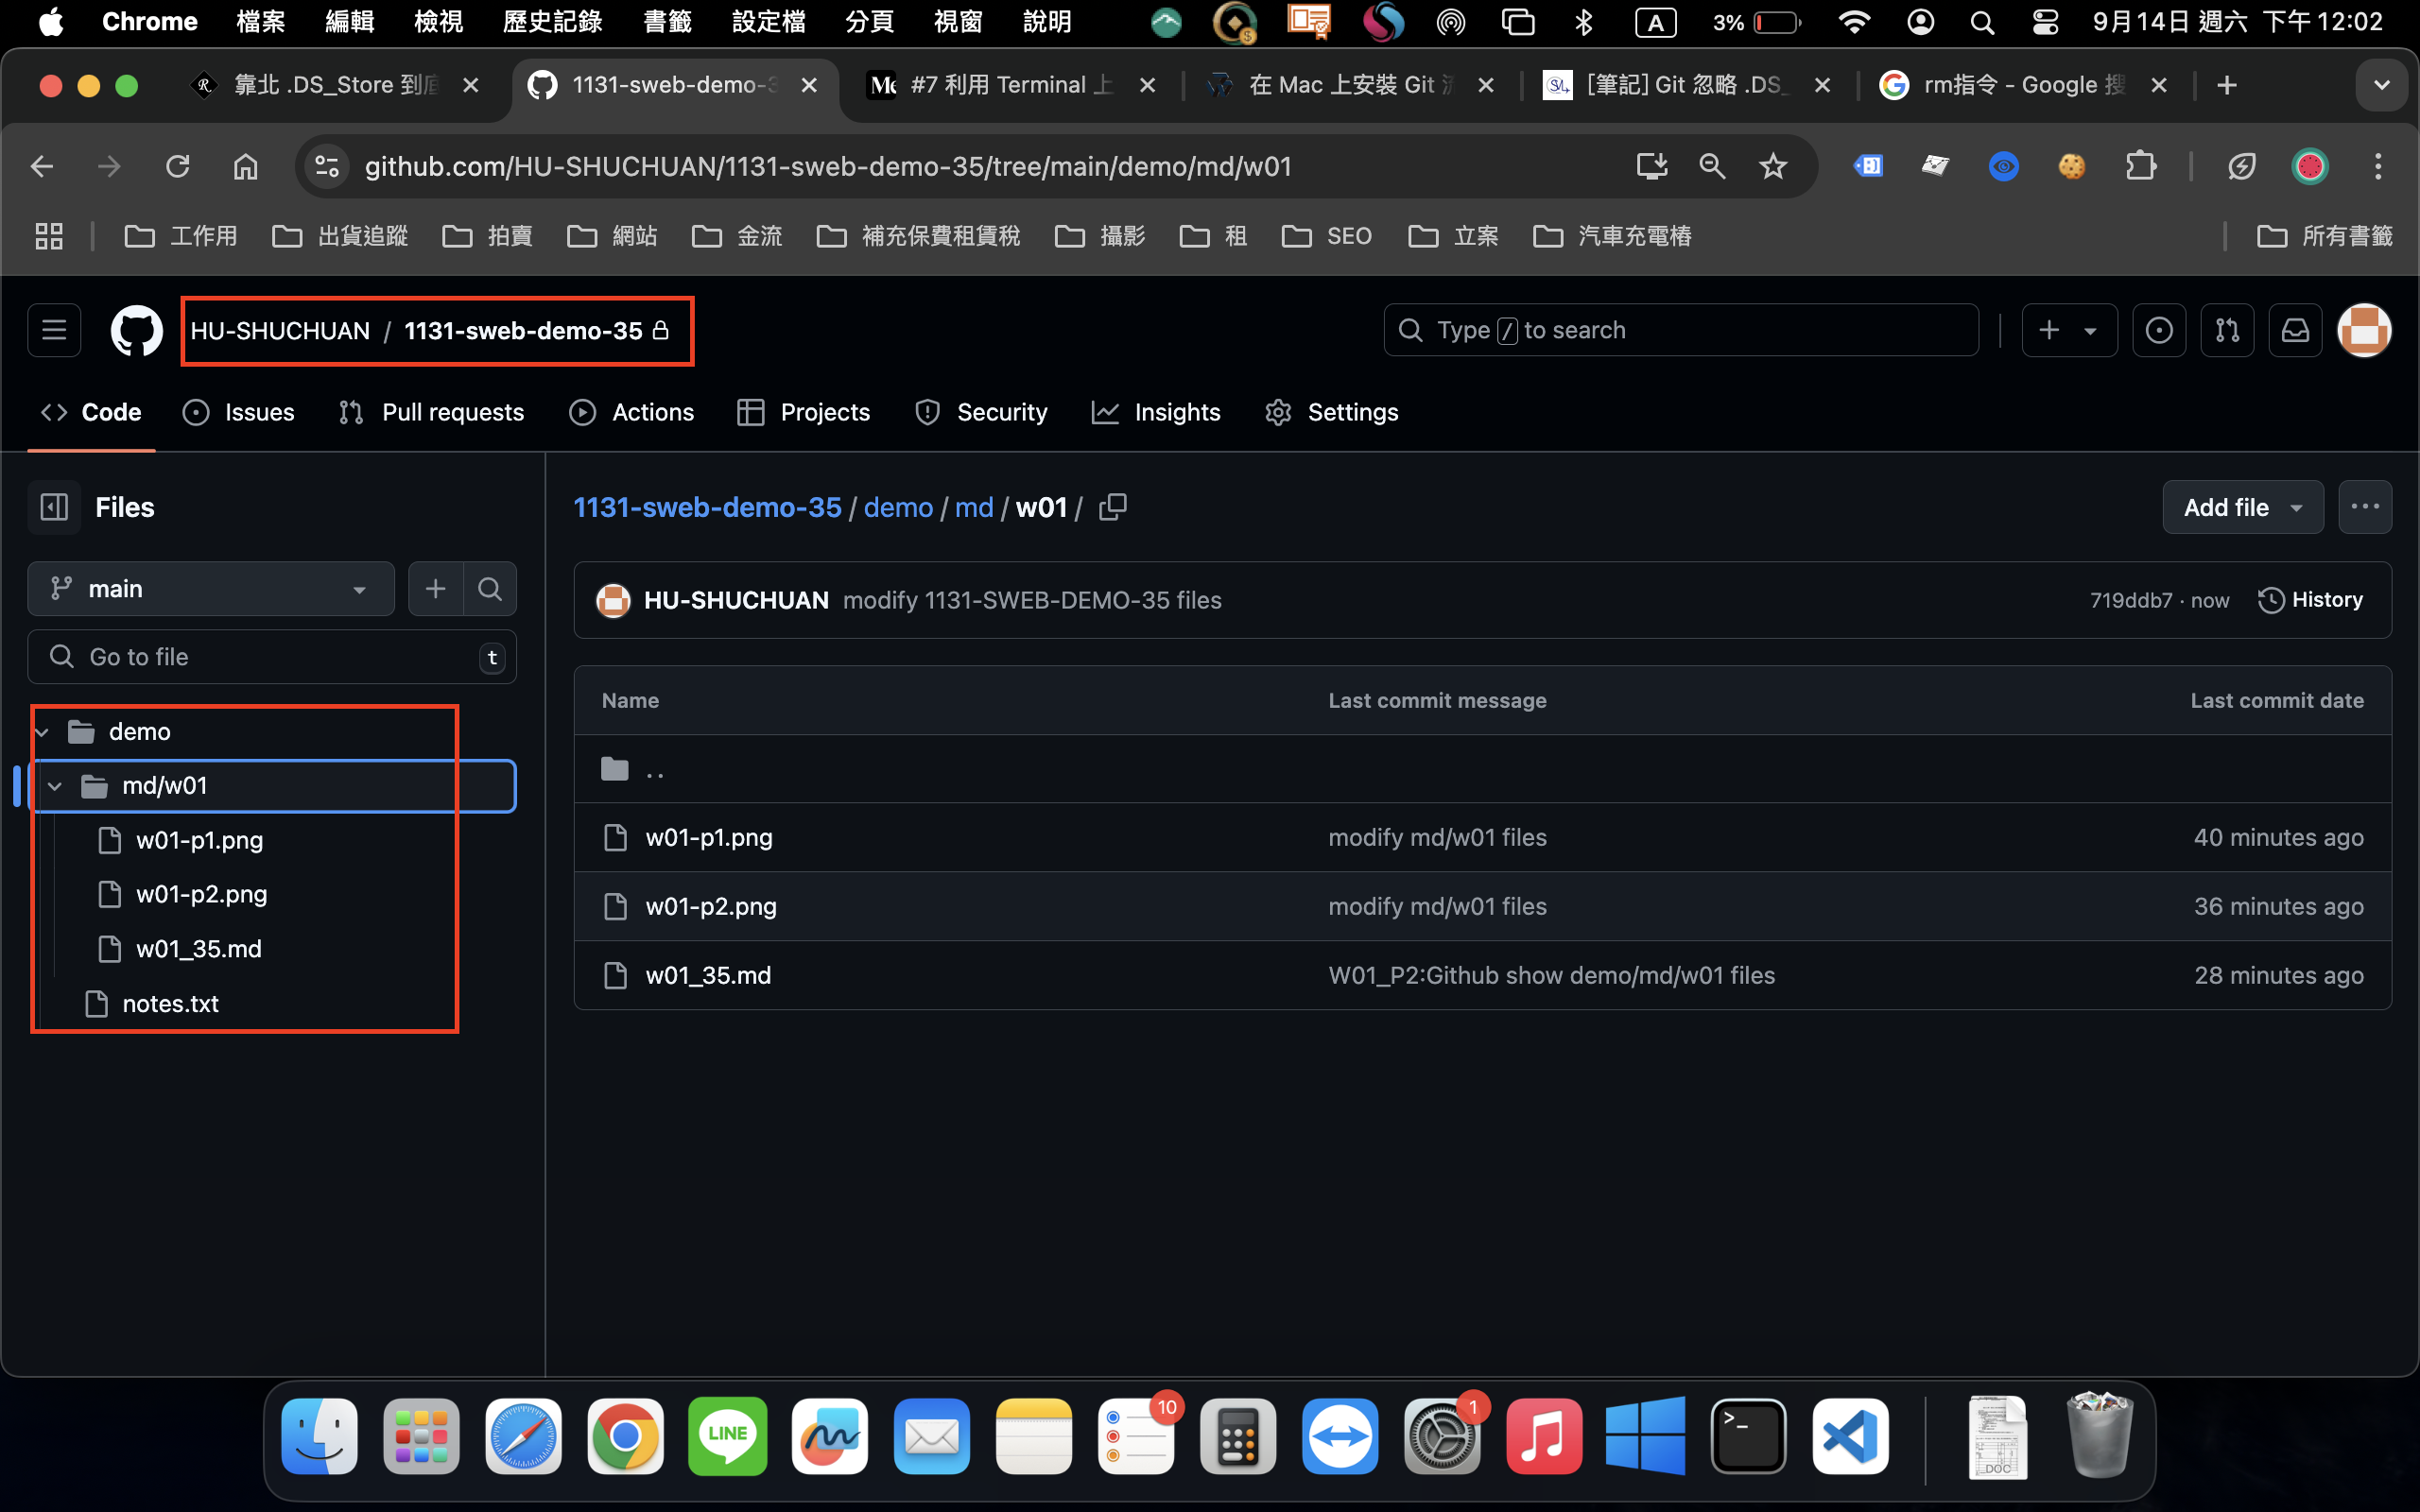 Chrome 檔案 編輯 檢視 歷史記錄 書籤 設定檔 分頁 視窗 說明 A 3% 9月14日 週六 下午12:02
靠北 .DS_Store 到底 1131-sweb-demo-3 #7 利用 Terminal 上 在 Mac 上安裝 Git [筆記] Git 忽略 .DS_ rm指令 - Google 搜
github.com/HU-SHUCHUAN/1131-sweb-demo-35/tree/main/demo/md/w01
工作用 出貨追蹤 拍賣 網站 金流 補充保費租賃稅 攝影 租 SEO 立案 汽車充電樁 所有書籤
HU-SHUCHUAN / 1131-sweb-demo-35 Type / to search
Code Issues Pull requests Actions Projects Security Insights Settings
Files
1131-sweb-demo-35 / demo / md / w01 /
Add file
main
HU-SHUCHUAN modify 1131-SWEB-DEMO-35 files 719ddb7 · now History
Go to file t
Name Last commit message Last commit date
demo
..
md/w01
w01-p1.png
w01-p2.png
w01_35.md
notes.txt
w01-p1.png modify md/w01 files 40 minutes ago
w01-p2.png modify md/w01 files 36 minutes ago
w01_35.md W01_P2:Github show demo/md/w01 files 28 minutes ago
LINE 10 1 >_ DOC